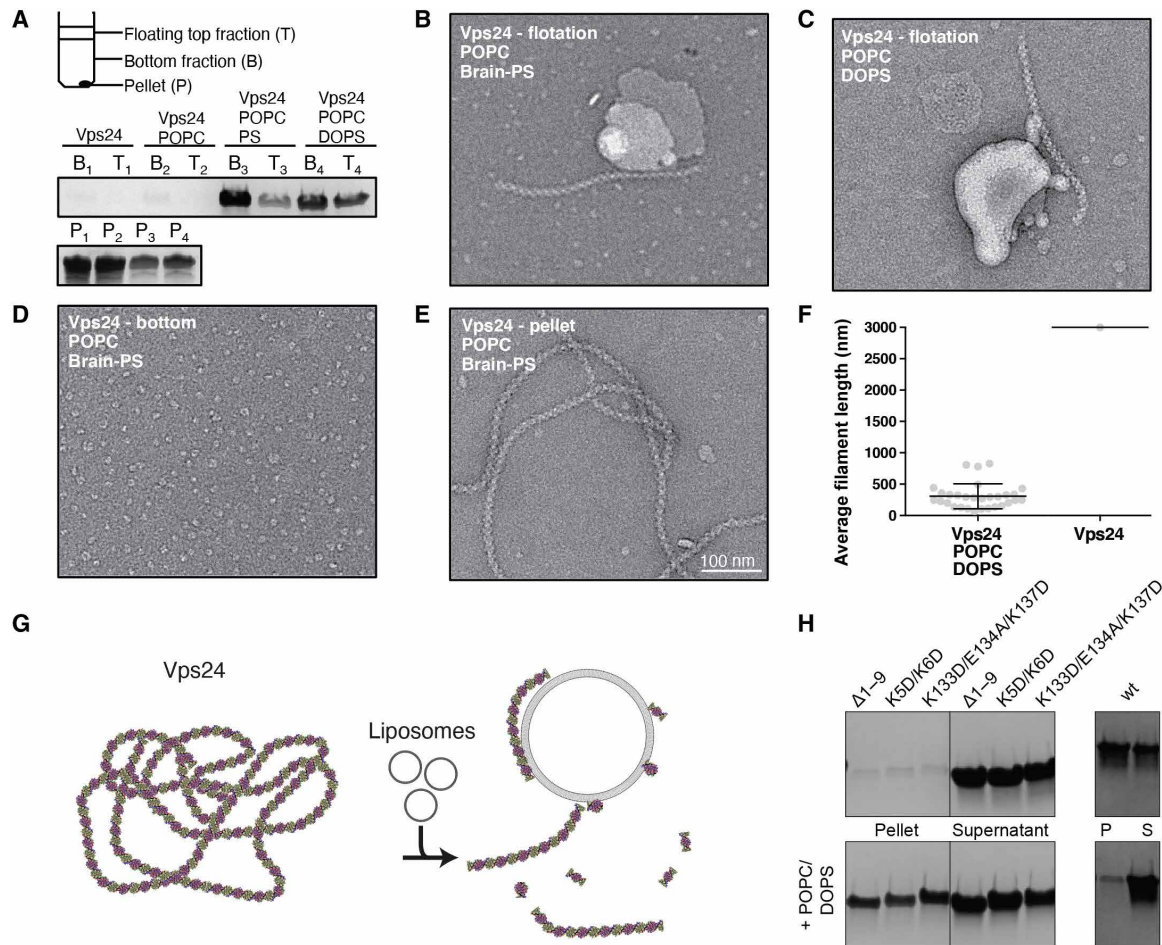 A
Floating top fraction (T)
Bottom fraction (B)
Pellet (P)
Vps24
Vps24
POPC
Vps24
POPC
PS
Vps24
POPC
DOPS
B1 T1 B2 T2 B3 T3 B4 T4
P1 P2 P3 P4
B
Vps24 - flotation
POPC
Brain-PS
C
Vps24 - flotation
POPC
DOPS
D
Vps24 - bottom
POPC
Brain-PS
E
Vps24 - pellet
POPC
Brain-PS
100 nm
F
Average filament length (nm)
3000
2500
2000
1500
1000
500
0
Vps24
POPC
DOPS
Vps24
G
Vps24
Liposomes
H
Δ1–9
K5D/K6D
K133D/E134A/K137D
Δ1–9
K5D/K6D
K133D/E134A/K137D
wt
Pellet Supernatant P S
+ POPC/
DOPS